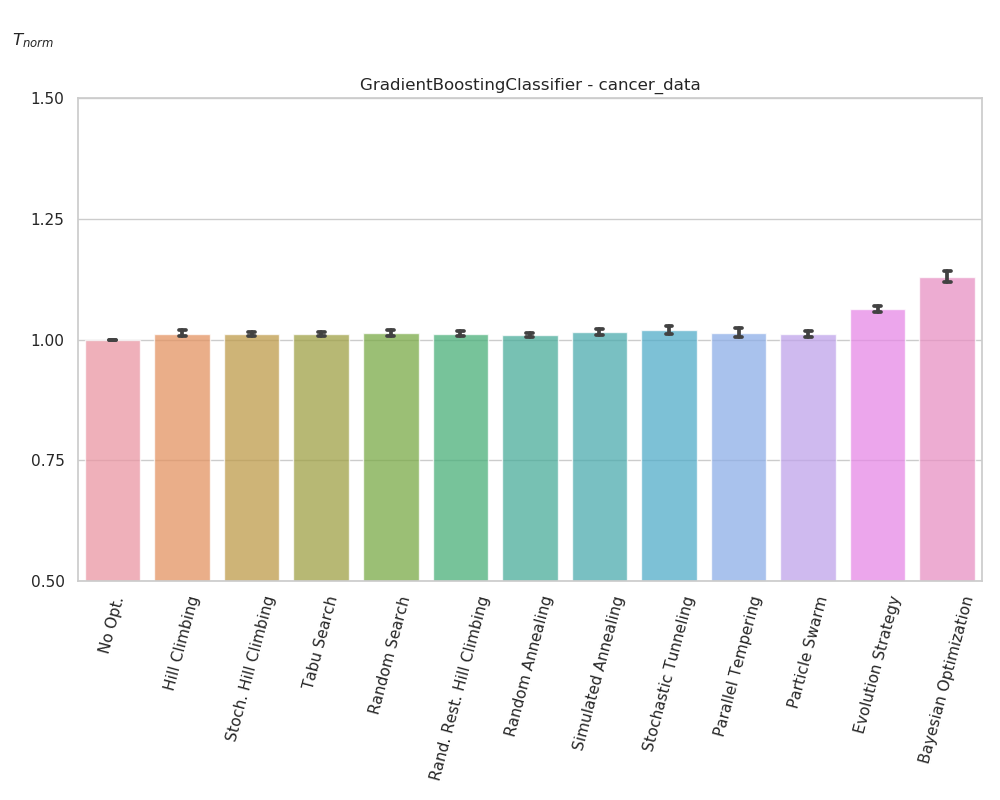 T_norm
GradientBoostingClassifier - cancer_data
1.50
1.25
1.00
0.75
0.50
No Opt.
Hill Climbing
Stoch. Hill Climbing
Tabu Search
Random Search
Rand. Rest. Hill Climbing
Random Annealing
Simulated Annealing
Stochastic Tunneling
Parallel Tempering
Particle Swarm
Evolution Strategy
Bayesian Optimization